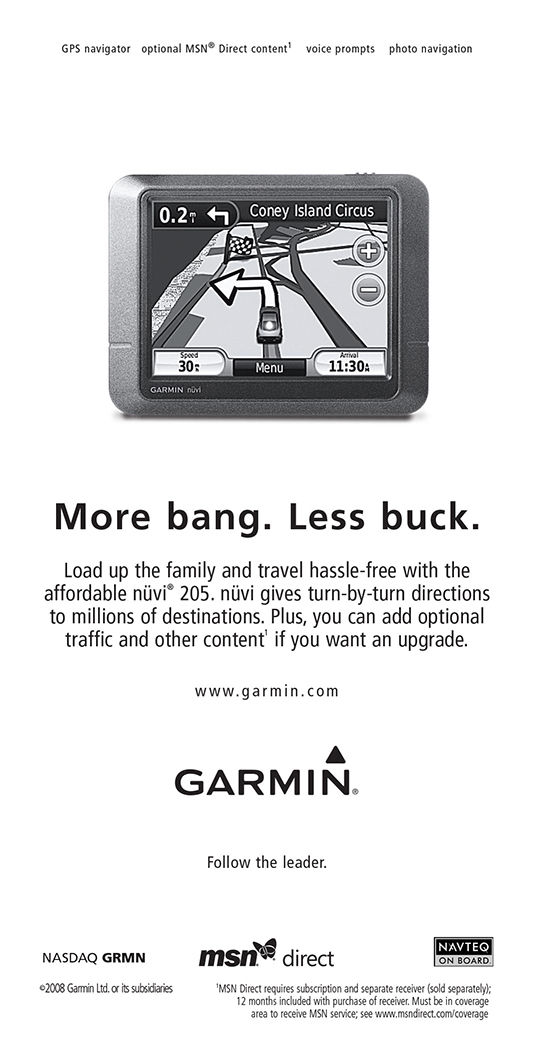 GPS navigator optional MSN® Direct content¹ voice prompts photo navigation
0.2 mi Coney Island Circus
Speed
30
Menu
Arrival
11:30 AM
GARMIN nüvi
More bang. Less buck.
Load up the family and travel hassle-free with the
affordable nüvi® 205. nüvi gives turn-by-turn directions
to millions of destinations. Plus, you can add optional
traffic and other content¹ if you want an upgrade.
www.garmin.com
GARMIN®
Follow the leader.
NASDAQ GRMN
msn direct
NAVTEQ
ON BOARD.
©2008 Garmin Ltd. or its subsidiaries
¹MSN Direct requires subscription and separate receiver (sold separately);
12 months included with purchase of receiver. Must be in coverage
area to receive MSN service; see www.msndirect.com/coverage